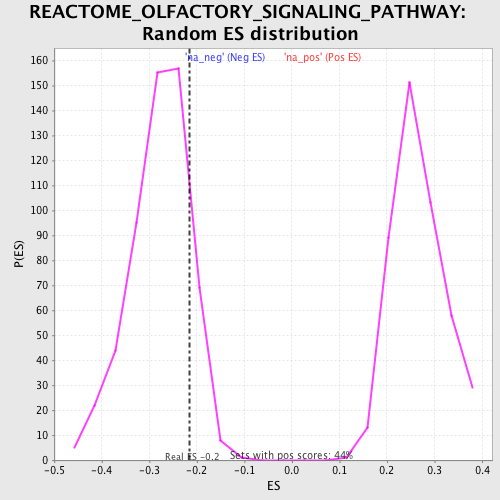 REACTOME_OLFACTORY_SIGNALING_PATHWAY:
Random ES distribution
'na_neg' (Neg ES) 'na_pos' (Pos ES)
160
150
140
130
120
110
100
90
80
70
60
50
40
30
20
10
0
P(ES)
Real ES -0.2 Sets with pos scores: 44%
-0.5 -0.4 -0.3 -0.2 -0.1 0.0 0.1 0.2 0.3 0.4
ES